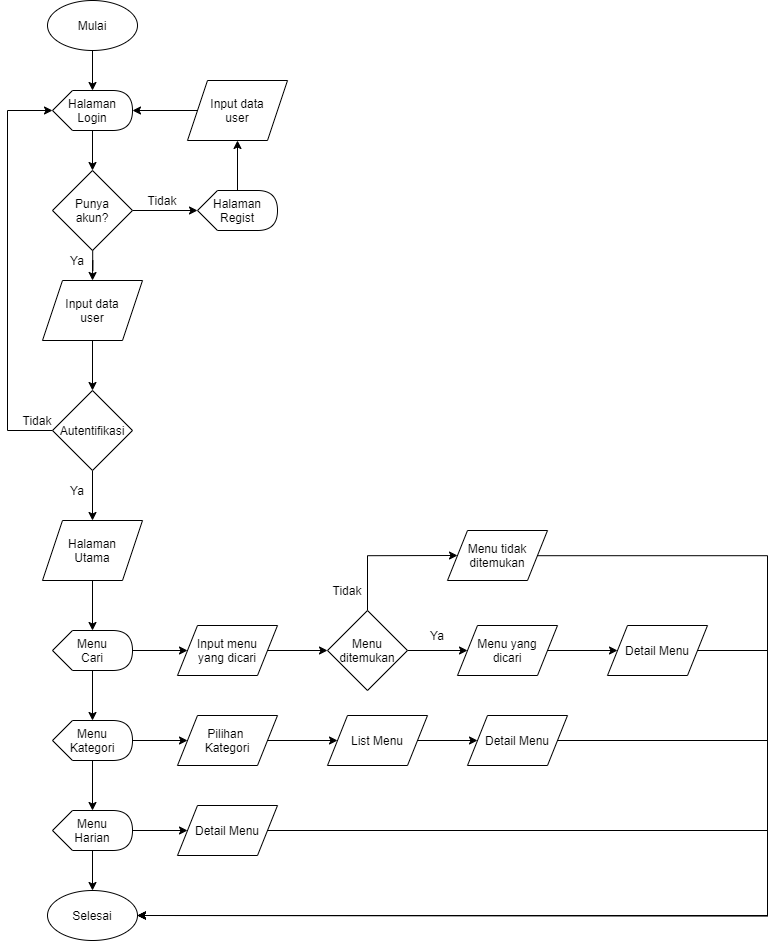 Mulai
Halaman
Login
Input data
user
Punya
akun?
Tidak
Halaman
Regist
Ya
Input data
user
Tidak
Autentifikasi
Ya
Halaman
Utama
Menu tidak
ditemukan
Tidak
Menu
Cari
Input menu
yang dicari
Menu
ditemukan
Ya
Menu yang
dicari
Detail Menu
Menu
Kategori
Pilihan
Kategori
List Menu
Detail Menu
Menu
Harian
Detail Menu
Selesai